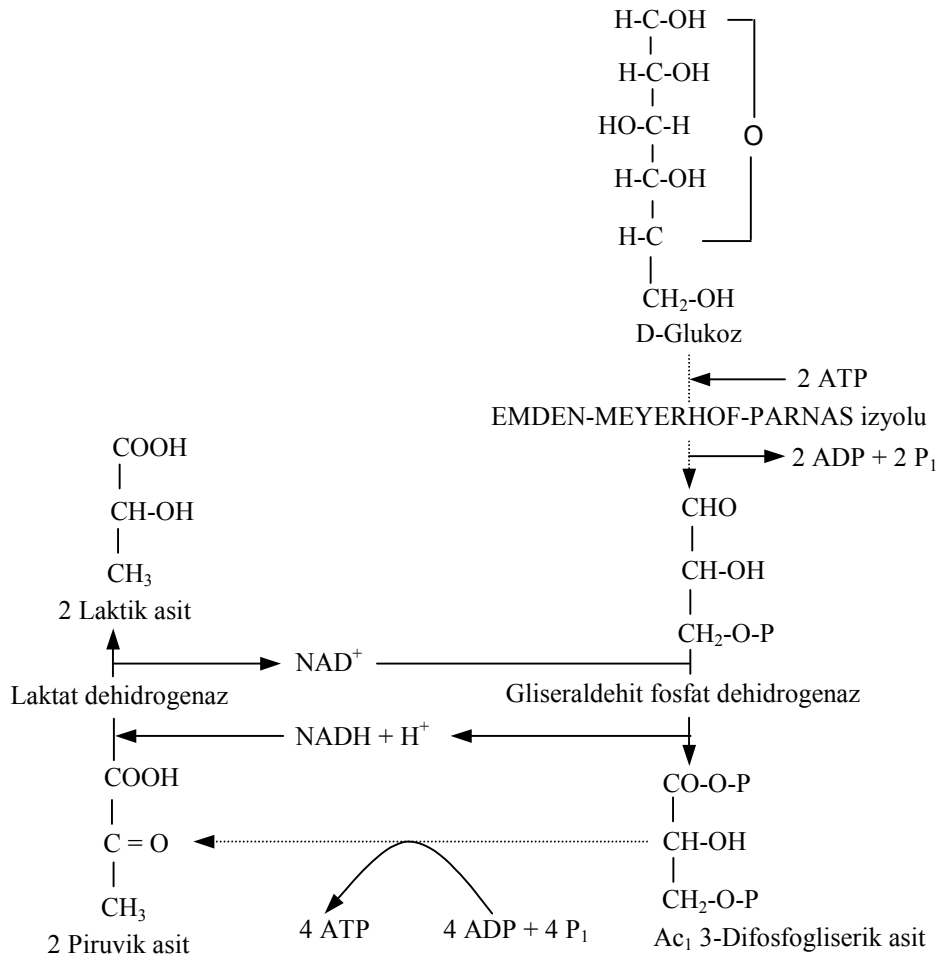 H-C-OH
H-C-OH
HO-C-H
O
H-C-OH
H-C
CH₂-OH
D-Glukoz
2 ATP
EMDEN-MEYERHOF-PARNAS izyolu
2 ADP + 2 P₁
CHO
CH-OH
CH₂-O-P
COOH
CH-OH
CH₃
2 Laktik asit
NAD⁺
Laktat dehidrogenaz
Gliseraldehit fosfat dehidrogenaz
NADH + H⁺
COOH
C = O
CH₃
2 Piruvik asit
4 ATP
4 ADP + 4 P₁
CO-O-P
CH-OH
CH₂-O-P
Ac₁ 3-Difosfogliserik asit